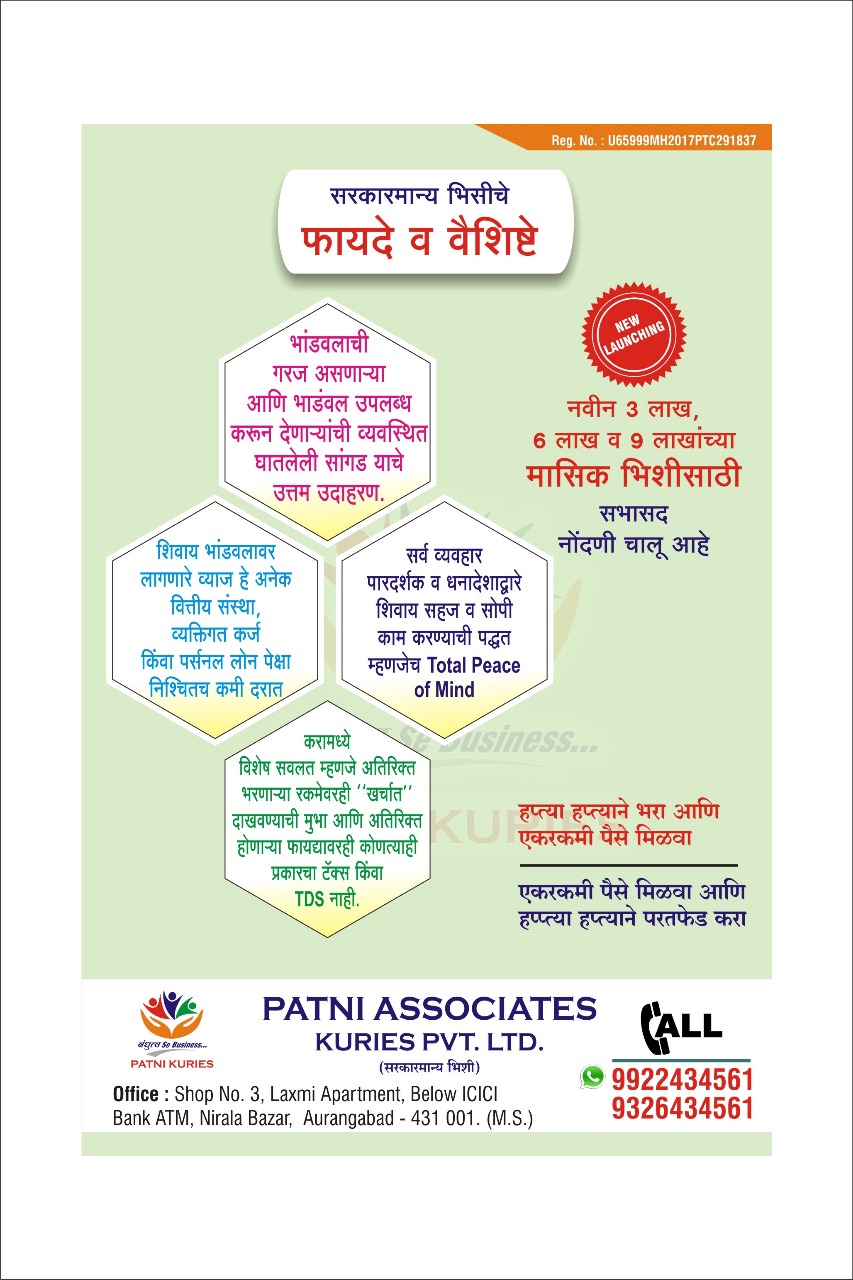 Reg. No. : U65999MH2017PTC291837
सरकारमान्य भिसीचे
फायदे व वैशिष्टे
NEW
LAUNCHING
भांडवलाची
गरज असणाऱ्या
आणि भाडंवल उपलब्ध
करून देणाऱ्यांची व्यवस्थित
घातलेली सांगड याचे
उत्तम उदाहरण.
नवीन 3 लाख,
6 लाख व 9 लाखांच्या
मासिक भिशीसाठी
सभासद
नोंदणी चालू आहे
शिवाय भांडवलावर
लागणारे व्याज हे अनेक
वित्तीय संस्था,
व्यक्तिगत कर्ज
किंवा पर्सनल लोन पेक्षा
निश्चितच कमी दरात
सर्व व्यवहार
पारदर्शक व धनादेशाद्वारे
शिवाय सहज व सोपी
काम करण्याची पद्धत
म्हणजेच Total Peace
of Mind
Se Business...
KURIES
करामध्ये
विशेष सवलत म्हणजे अतिरिक्त
भरणाऱ्या रकमेवरही ‘‘खर्चात’’
दाखवण्याची मुभा आणि अतिरिक्त
होणाऱ्या फायद्यावरही कोणत्याही
प्रकारचा टॅक्स किंवा
TDS नाही.
हप्त्या हप्त्याने भरा आणि
एकरकमी पैसे मिळवा
एकरकमी पैसे मिळवा आणि
हप्प्त्या हप्त्याने परतफेड करा
बंधुत्व Se Business...
PATNI KURIES
PATNI ASSOCIATES
KURIES PVT. LTD.
(सरकारमान्य भिशी)
Office : Shop No. 3, Laxmi Apartment, Below ICICI
Bank ATM, Nirala Bazar, Aurangabad - 431 001. (M.S.)
CALL
9922434561
9326434561